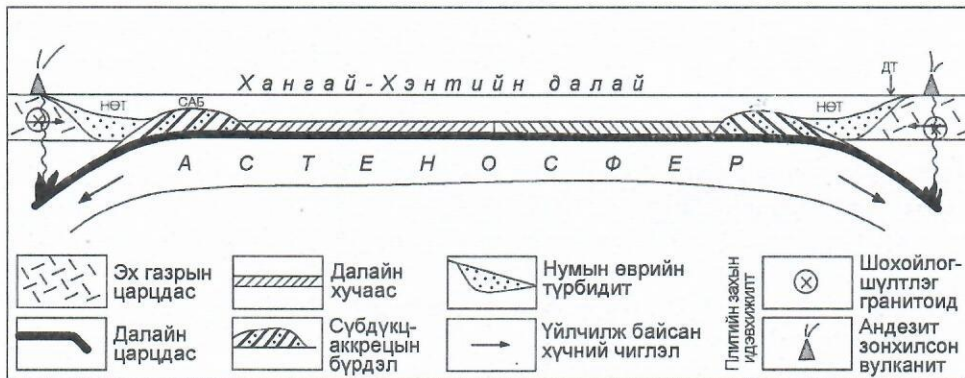 Хангай-Хэнтийн далай
ДТ
НӨТ
САБ
НӨТ
АСТЕНОСФЕР
Эх газрын
царцдас
Далайн
хучаас
Нумын өврийн
түрбидит
Плитийн захын
идэвхижилт
Шохойлог-
шүлтлэг
гранитоид
Далайн
царцдас
Сүбдүкц-
аккрецын
бүрдэл
Үйлчилж байсан
хүчний чиглэл
Андезит
зонхилсон
вулканит